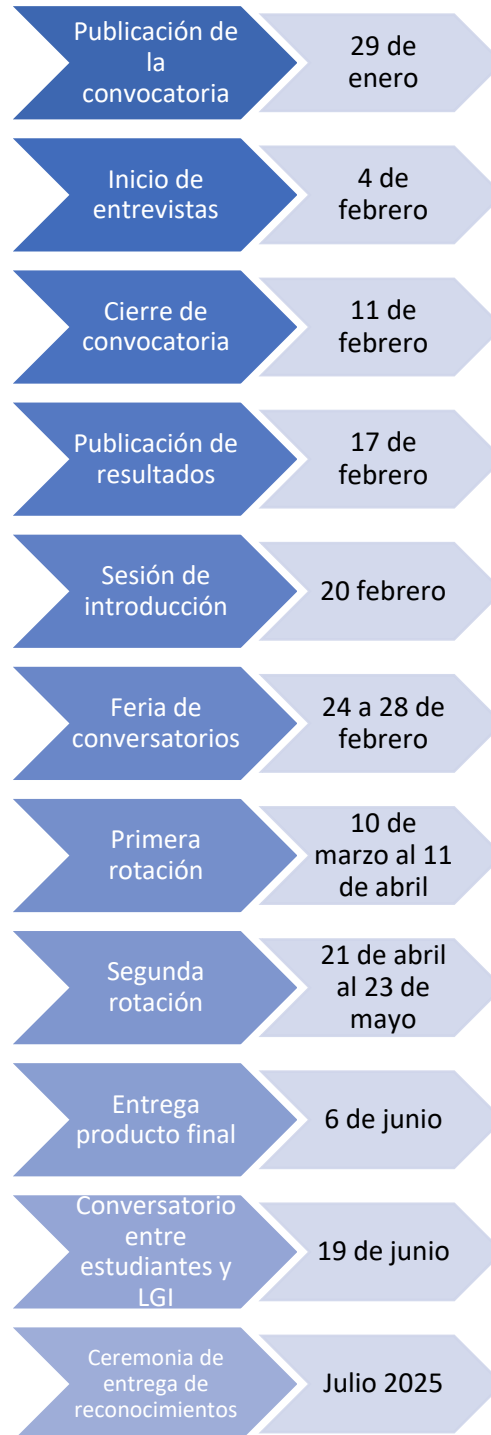 Publicación de
la
convocatoria
29 de
enero
Inicio de
entrevistas
4 de
febrero
Cierre de
convocatoria
11 de
febrero
Publicación de
resultados
17 de
febrero
Sesión de
introducción
20 febrero
Feria de
conversatorios
24 a 28 de
febrero
Primera
rotación
10 de
marzo al 11
de abril
Segunda
rotación
21 de abril
al 23 de
mayo
Entrega
producto final
6 de junio
Conversatorio
entre
estudiantes y
LGI
19 de junio
Ceremonia de
entrega de
reconocimientos
Julio 2025